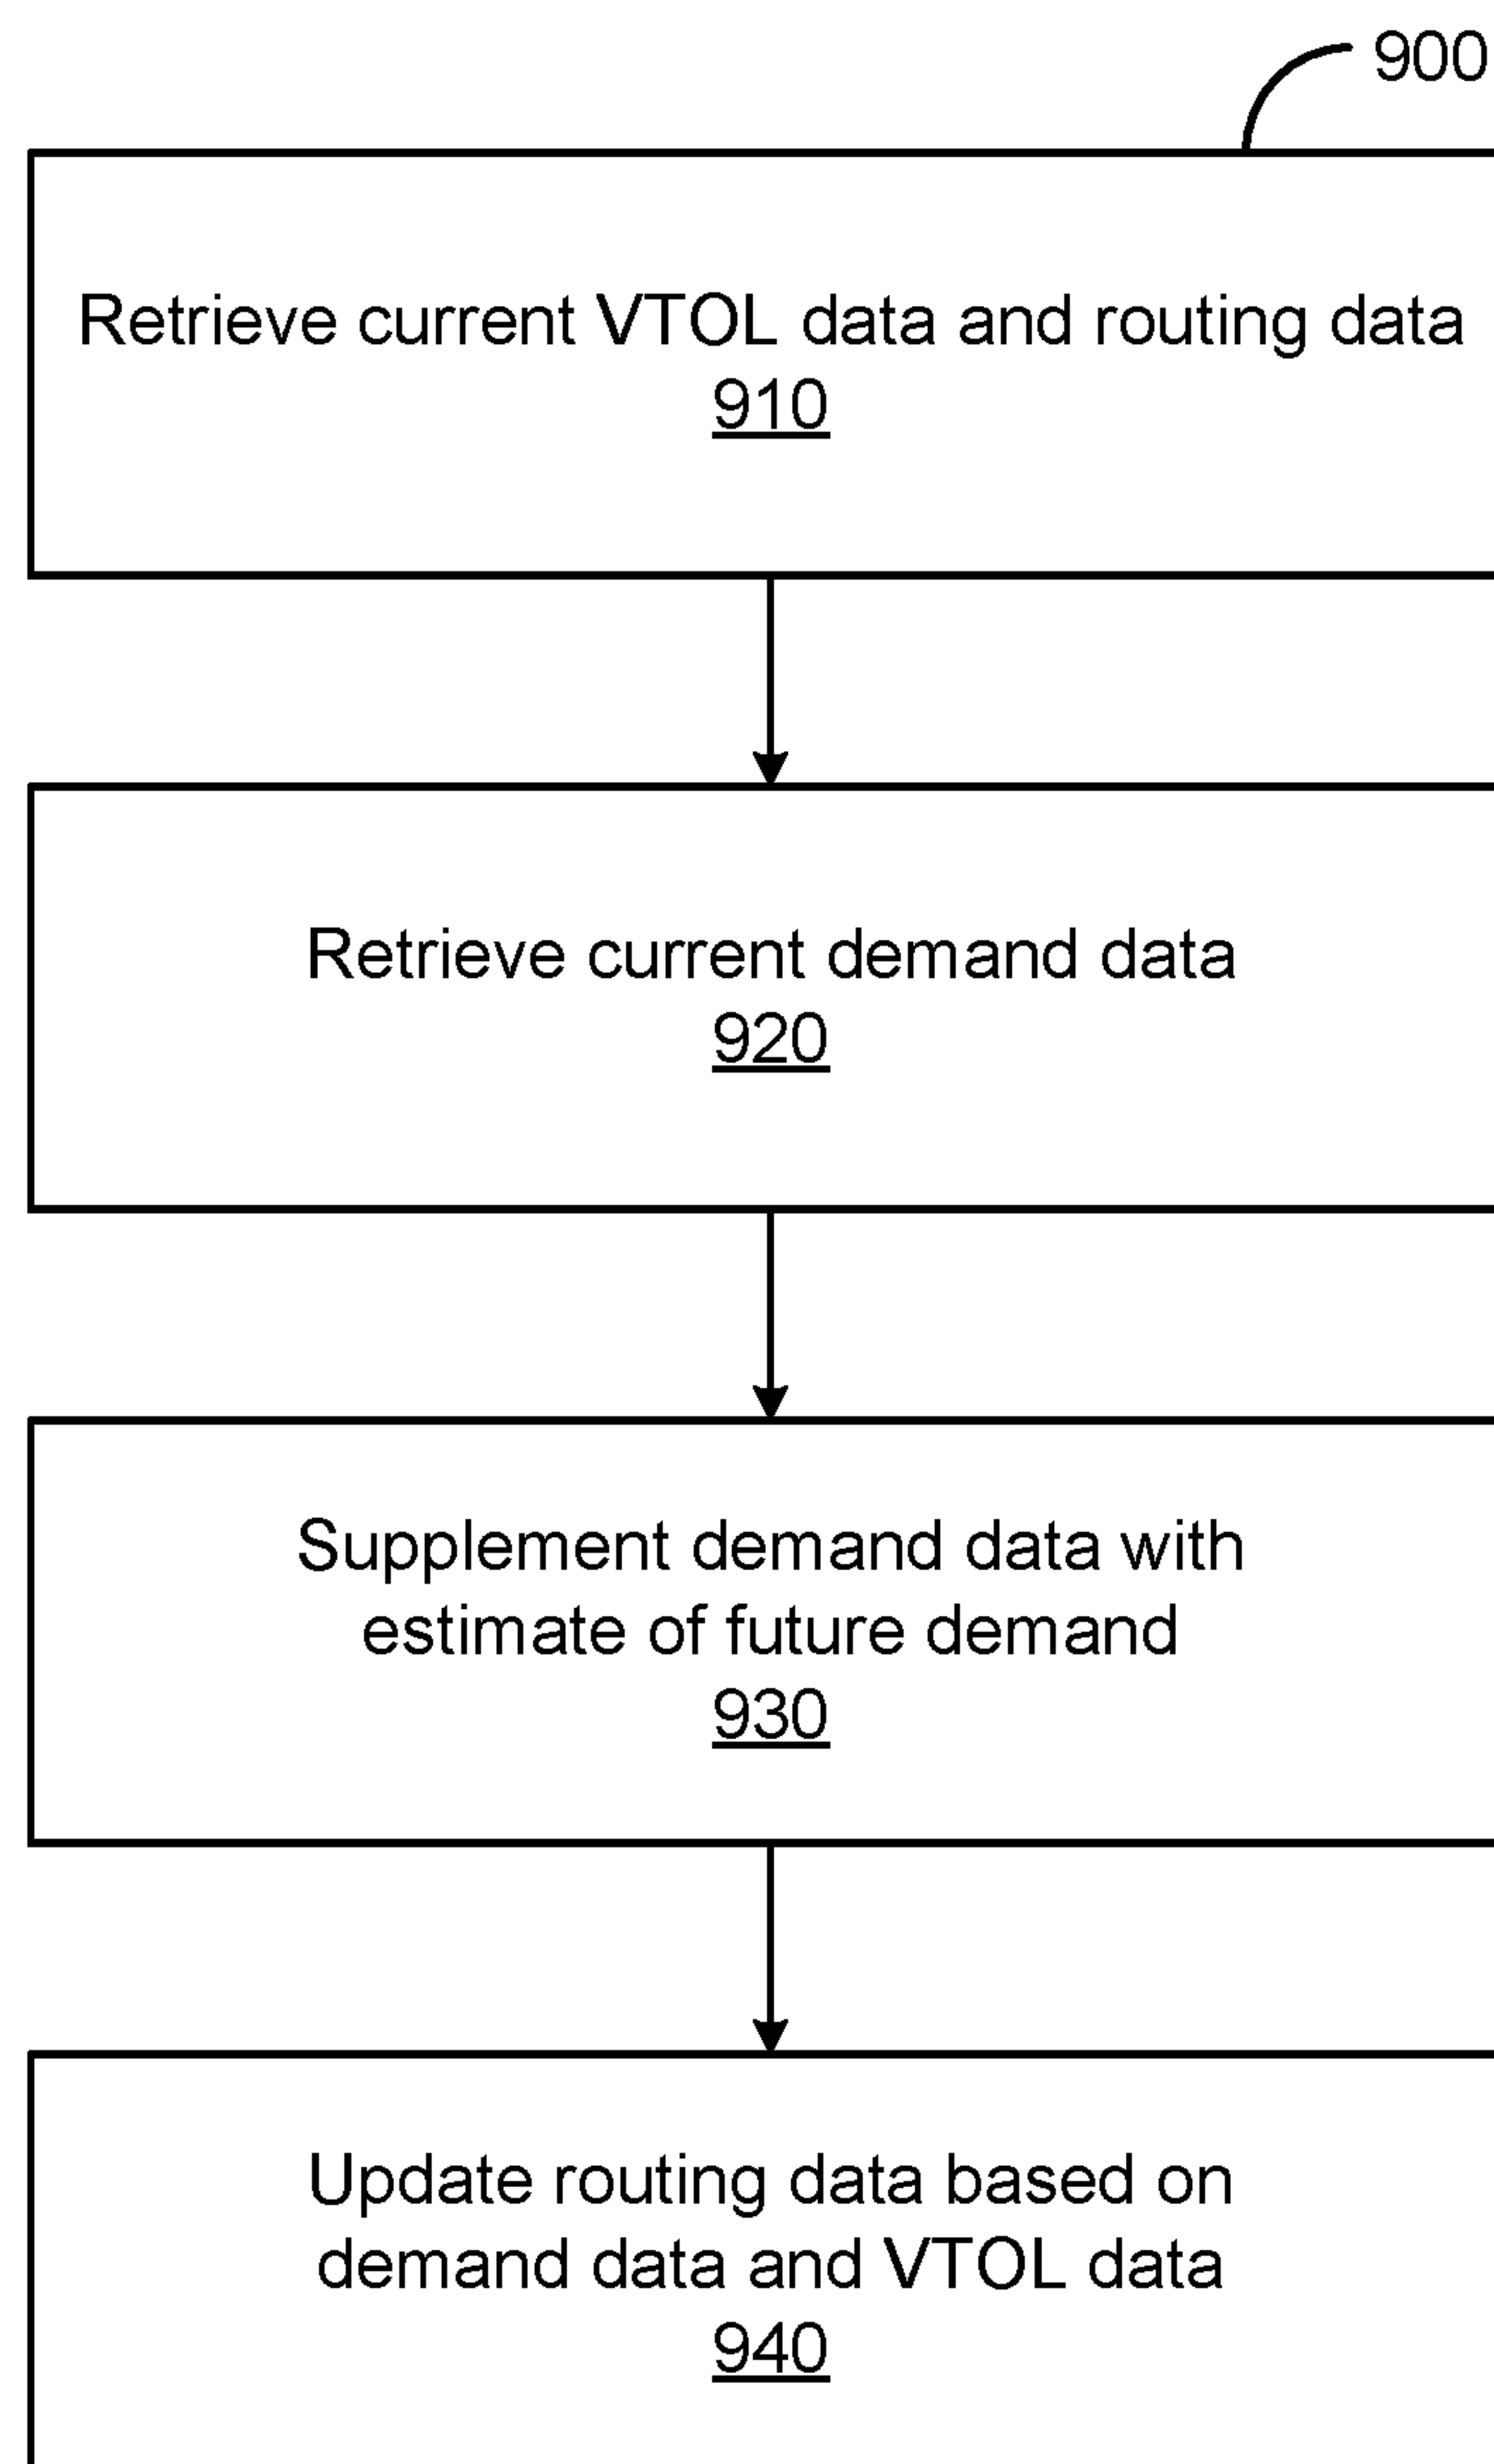 900
Retrieve current VTOL data and routing data
910
Retrieve current demand data
920
Supplement demand data with
estimate of future demand
930
Update routing data based on
demand data and VTOL data
940